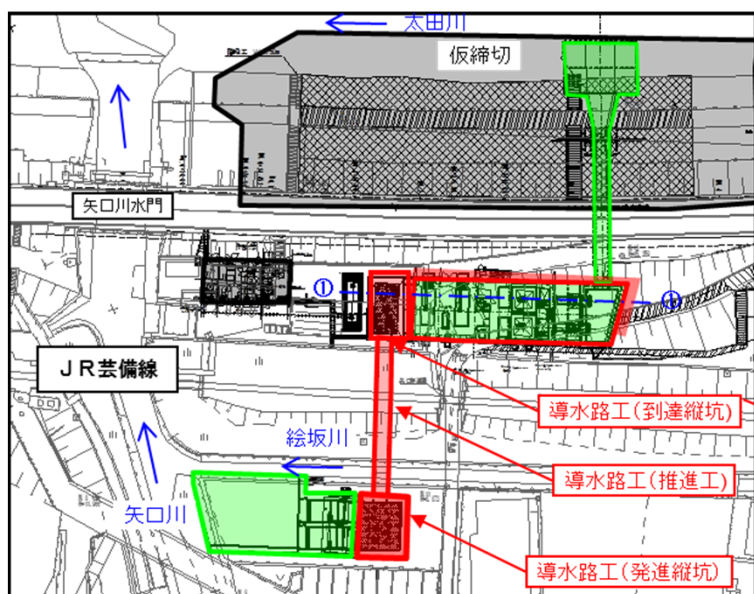 太田川
仮締切
矢口川水門
①
①
JR芸備線
導水路工(到達縦坑)
絵坂川
導水路工(推進工)
矢口川
導水路工(発進縦坑)